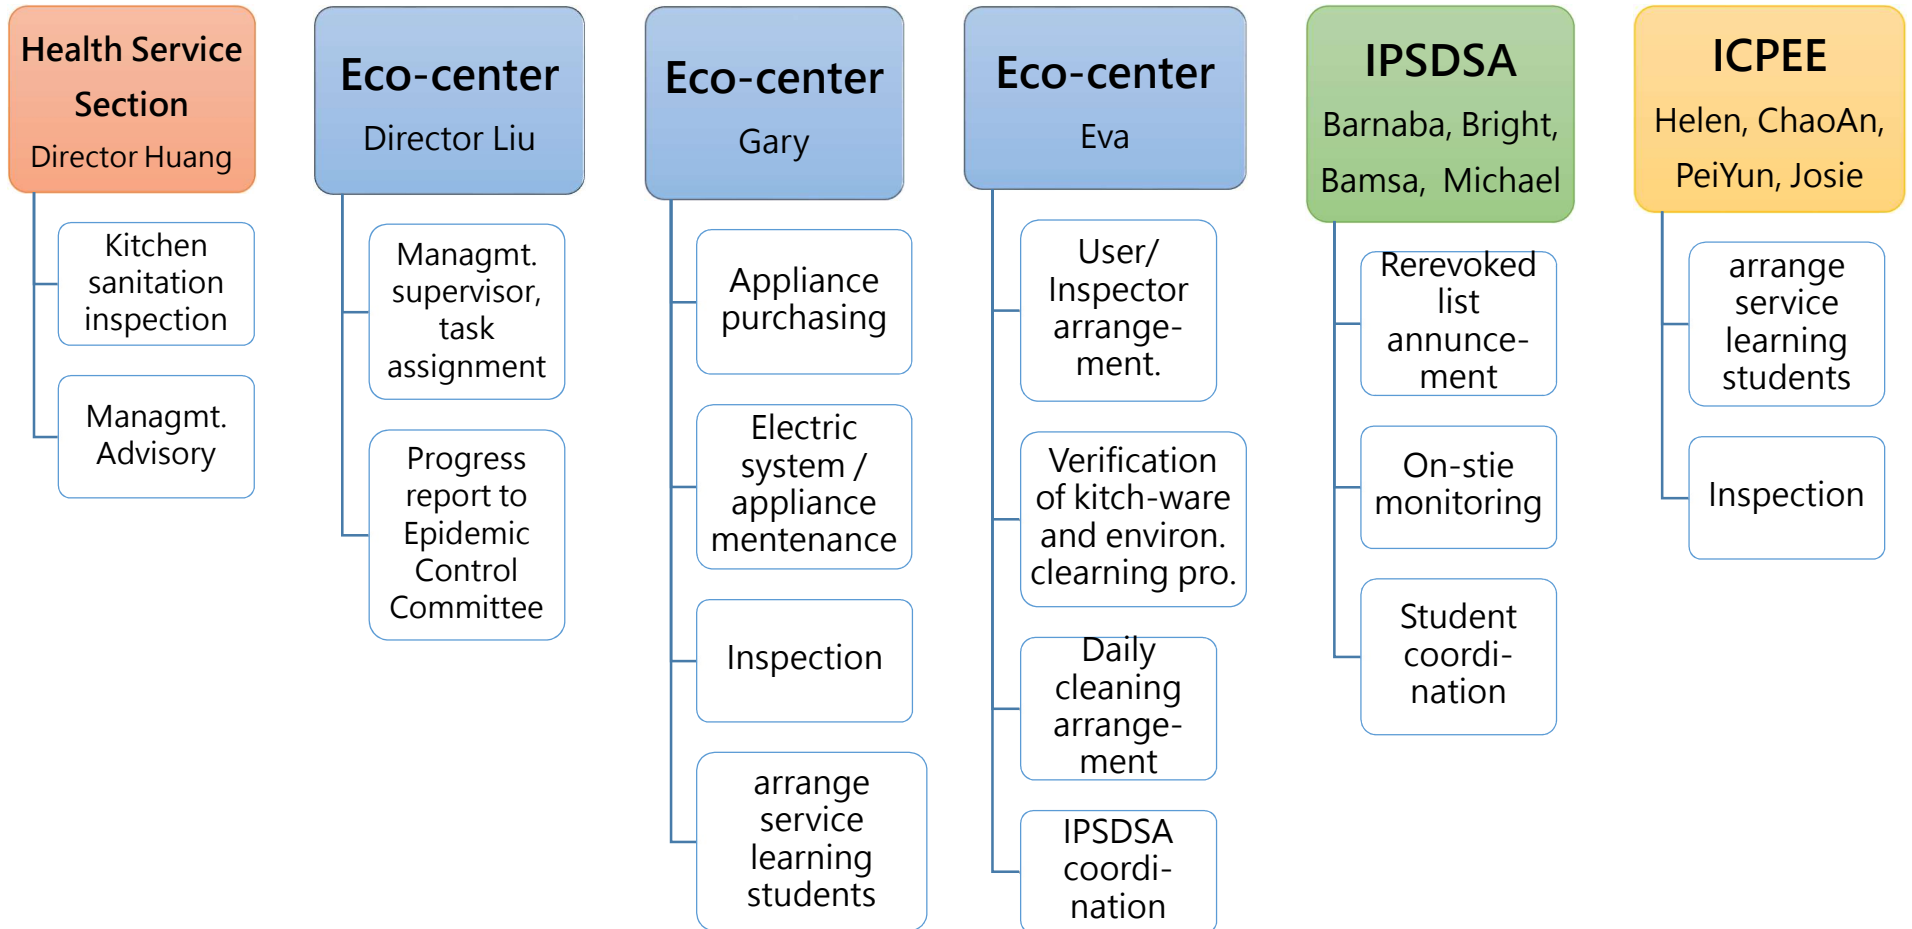 Health Service
Section
Director Huang
Kitchen
sanitation
inspection
Managmt.
Advisory
Eco-center
Director Liu
Managmt.
supervisor,
task
assignment
Progress
report to
Epidemic
Control
Committee
Eco-center
Gary
Appliance
purchasing
Electric
system /
appliance
mentenance
Inspection
arrange
service
learning
students
Eco-center
Eva
User/
Inspector
arrange-
ment.
Verification
of kitch-ware
and environ.
clearning pro.
Daily
cleaning
arrange-
ment
IPSDSA
coordi-
nation
IPSDSA
Barnaba, Bright,
Bamsa, Michael
Rerevoked
list
annunce-
ment
On-stie
monitoring
Student
coordi-
nation
ICPEE
Helen, ChaoAn,
PeiYun, Josie
arrange
service
learning
students
Inspection